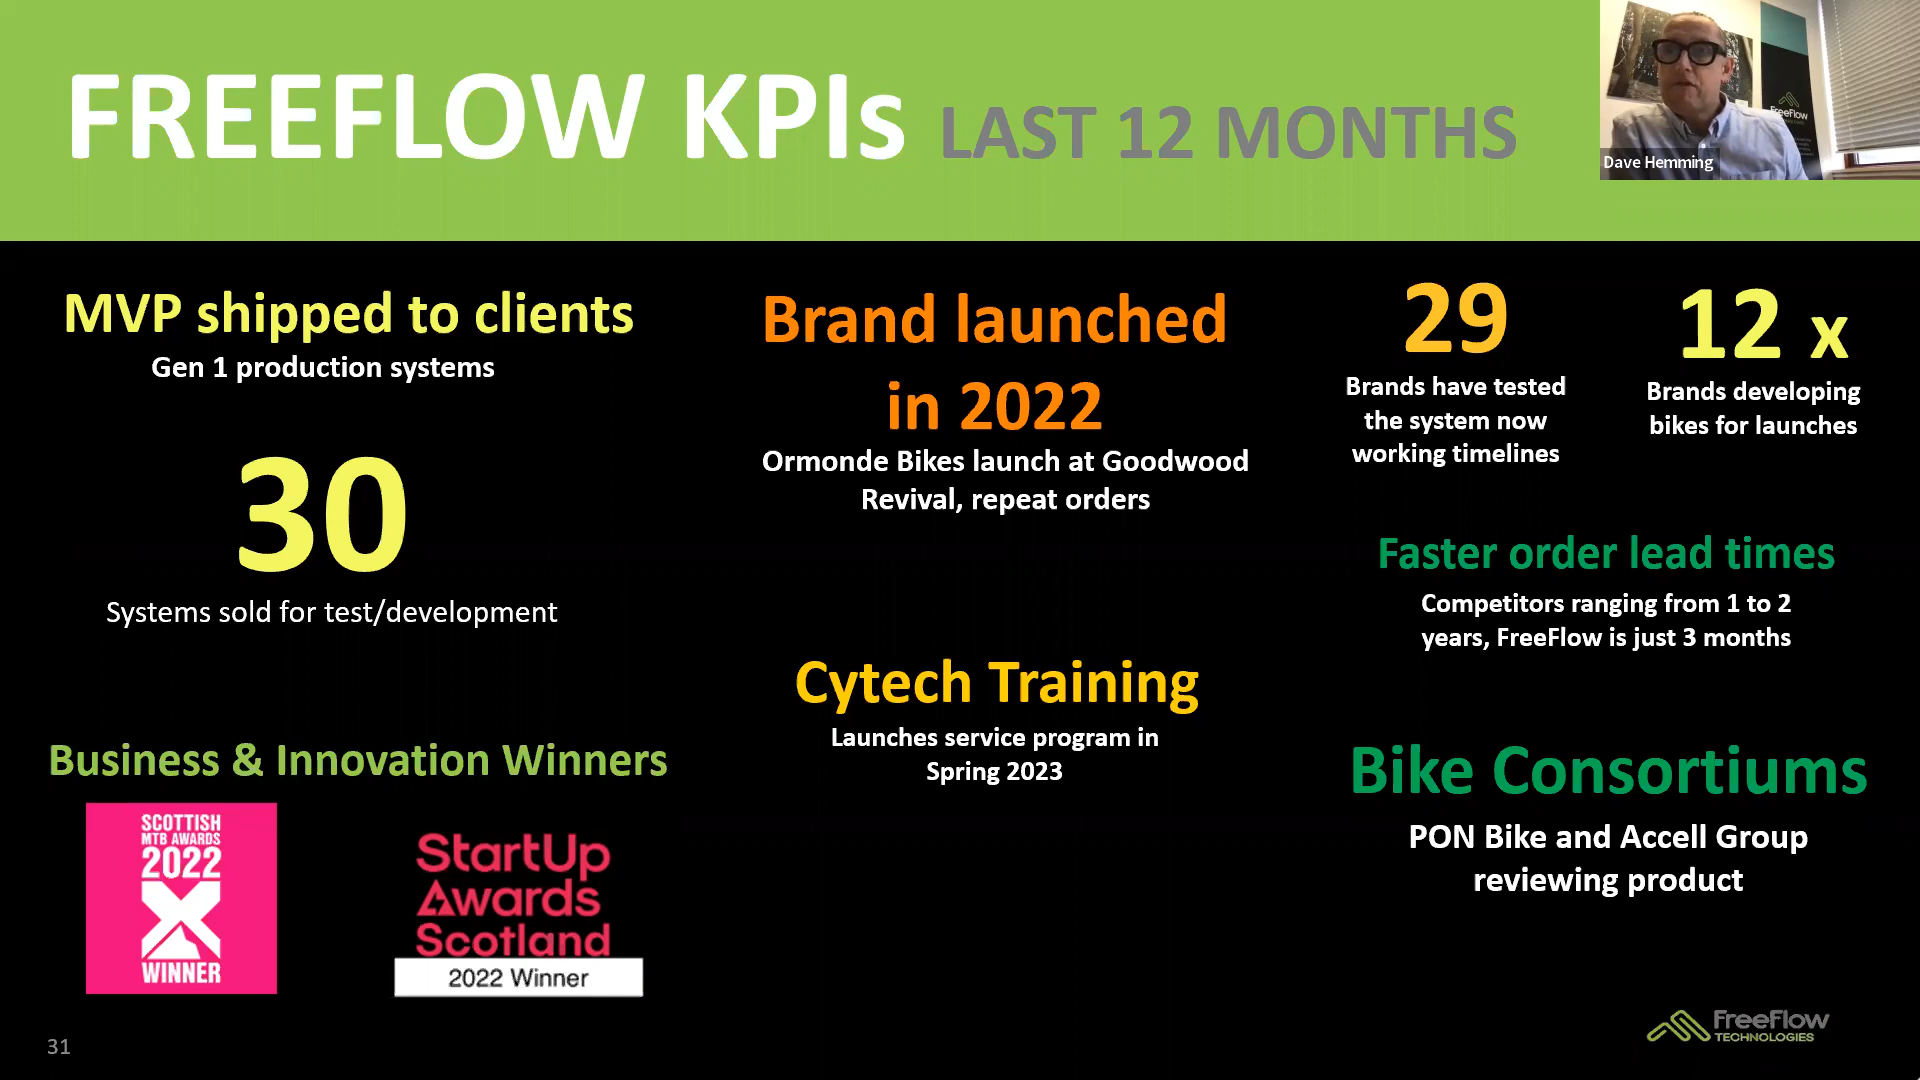 FREEFLOW KPIs LAST 12 MONTHS
FreeFlow
Dave Hemming
MVP shipped to clients
Gen 1 production systems
30
Systems sold for test/development
Business & Innovation Winners
SCOTTISH
MTB AWARDS
2022
WINNER
StartUp
Awards
Scotland
2022 Winner
Brand launched
in 2022
Ormonde Bikes launch at Goodwood
Revival, repeat orders
Cytech Training
Launches service program in
Spring 2023
29
Brands have tested
the system now
working timelines
12 x
Brands developing
bikes for launches
Faster order lead times
Competitors ranging from 1 to 2
years, FreeFlow is just 3 months
Bike Consortiums
PON Bike and Accell Group
reviewing product
31
FreeFlow
TECHNOLOGIES